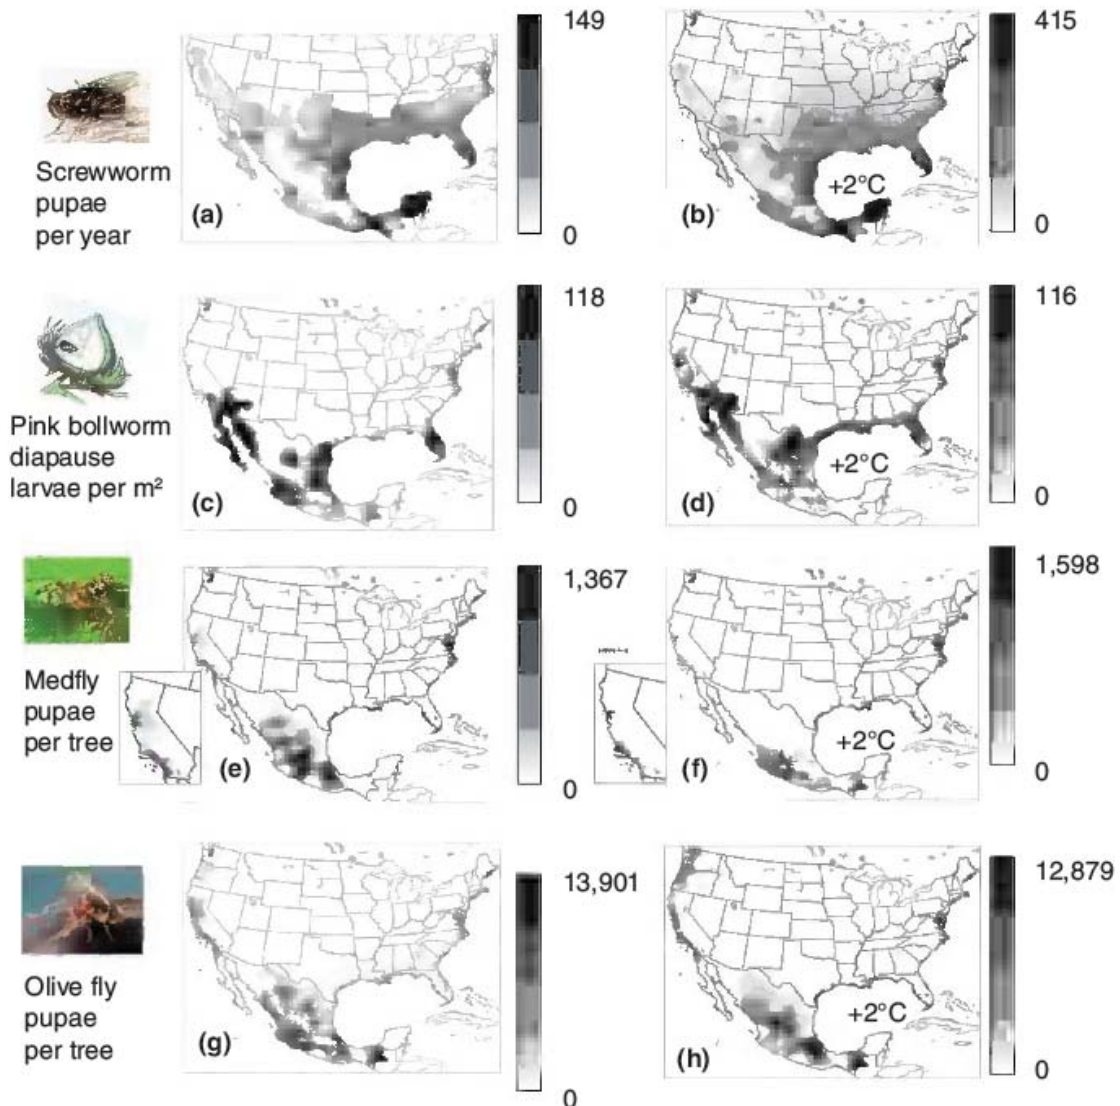 149
415
Screwworm
pupae
per year
(a)
(b)
+2°C
0
0
118
116
Pink bollworm
diapause
larvae per m²
(c)
(d)
+2°C
0
0
1,367
1,598
Medfly
pupae
per tree
(e)
(f)
+2°C
0
0
13,901
12,879
Olive fly
pupae
per tree
(g)
(h)
+2°C
0
0